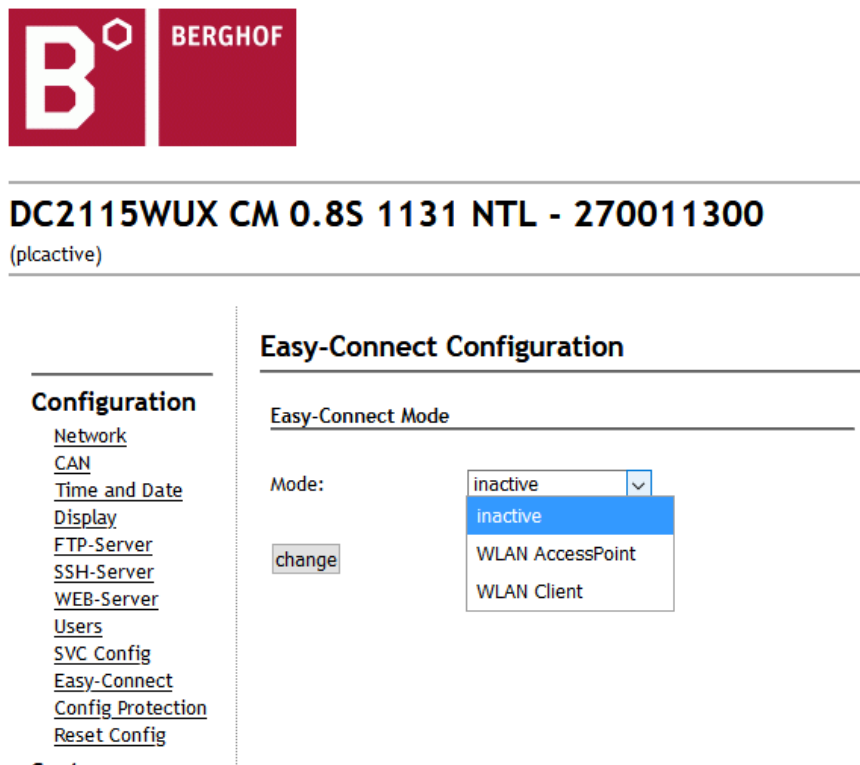 B°
BERGHOF
DC2115WUX CM 0.8S 1131 NTL - 270011300
(plcactive)
Configuration
Network
CAN
Time and Date
Display
FTP-Server
SSH-Server
WEB-Server
Users
SVC Config
Easy-Connect
Config Protection
Reset Config
Easy-Connect Configuration
Easy-Connect Mode
Mode:
inactive
inactive
WLAN AccessPoint
WLAN Client
change